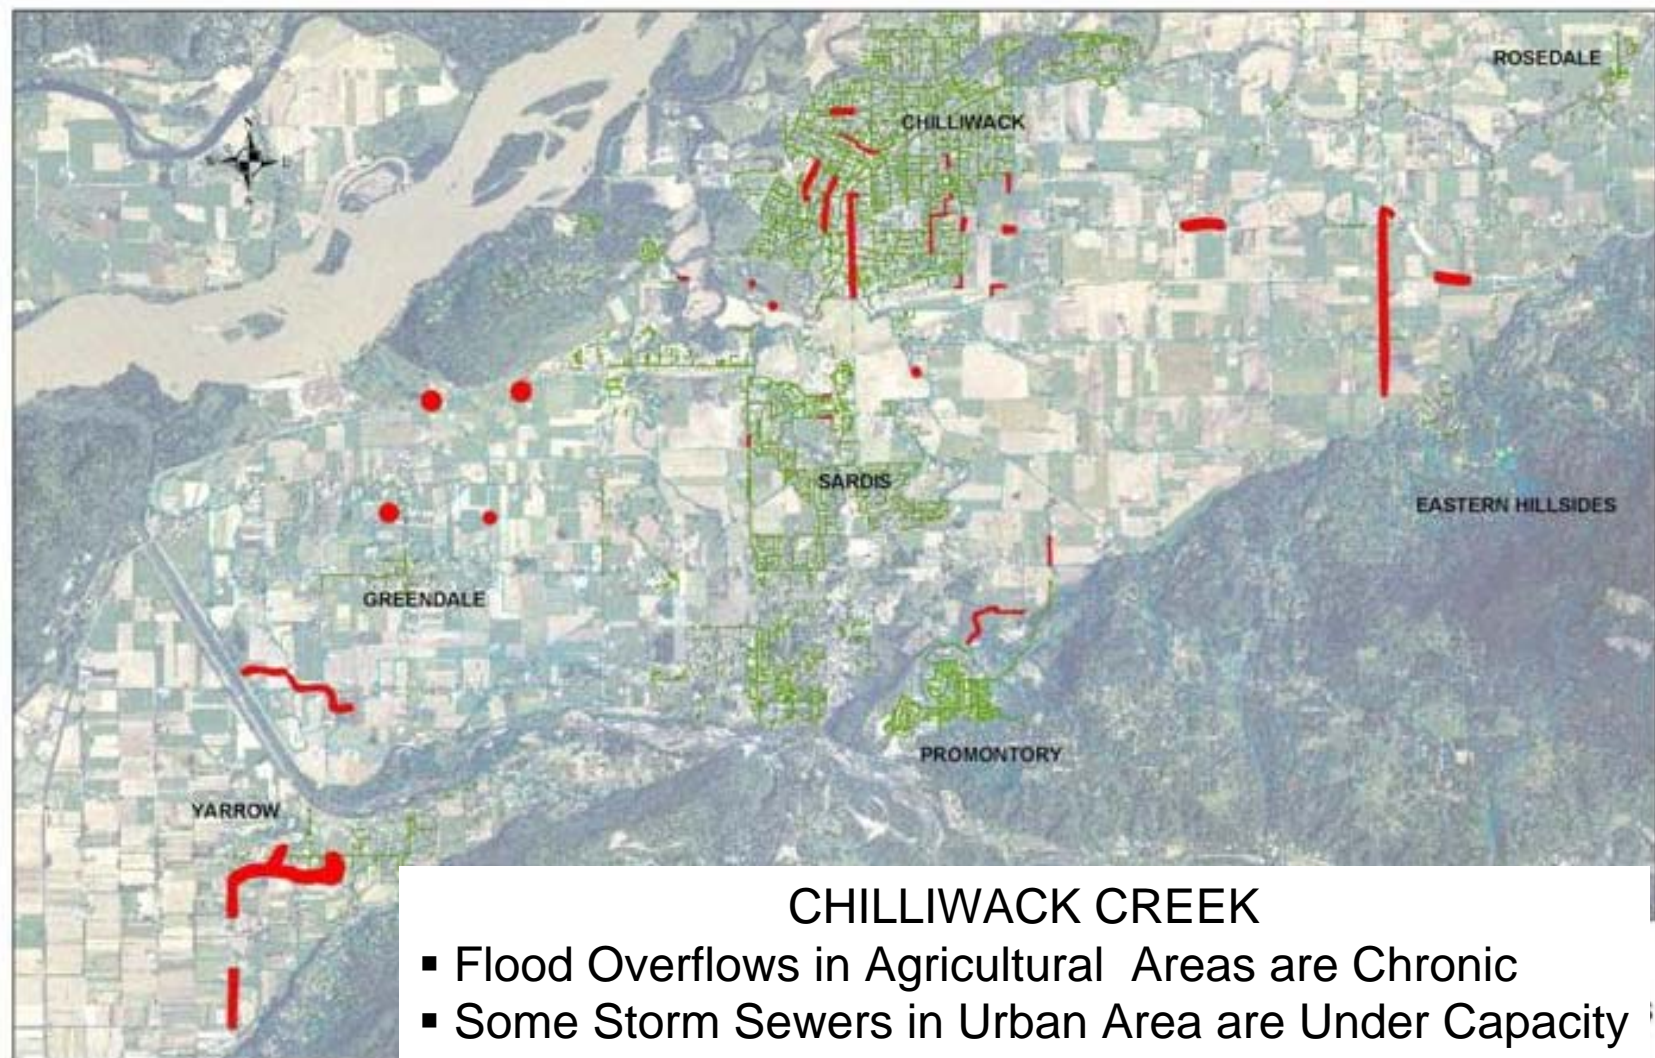 ROSEDALE
CHILLIWACK
SARDIS
EASTERN HILLSIDES
GREENDALE
PROMONTORY
YARROW
CHILLIWACK CREEK
▪ Flood Overflows in Agricultural Areas are Chronic
▪ Some Storm Sewers in Urban Area are Under Capacity